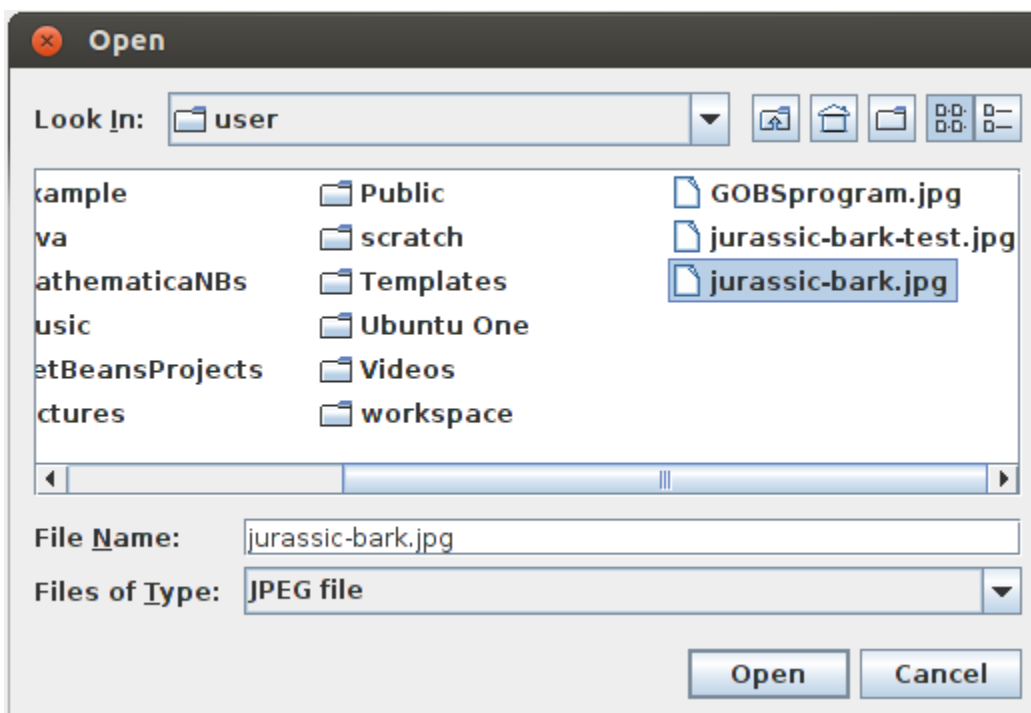 Open
Look In: user
xample Public GOBSprogram.jpg
va scratch jurassic-bark-test.jpg
athematicaNBs Templates jurassic-bark.jpg
usic Ubuntu One
etBeansProjects Videos
ctures workspace
File Name: jurassic-bark.jpg
Files of Type: JPEG file
Open Cancel